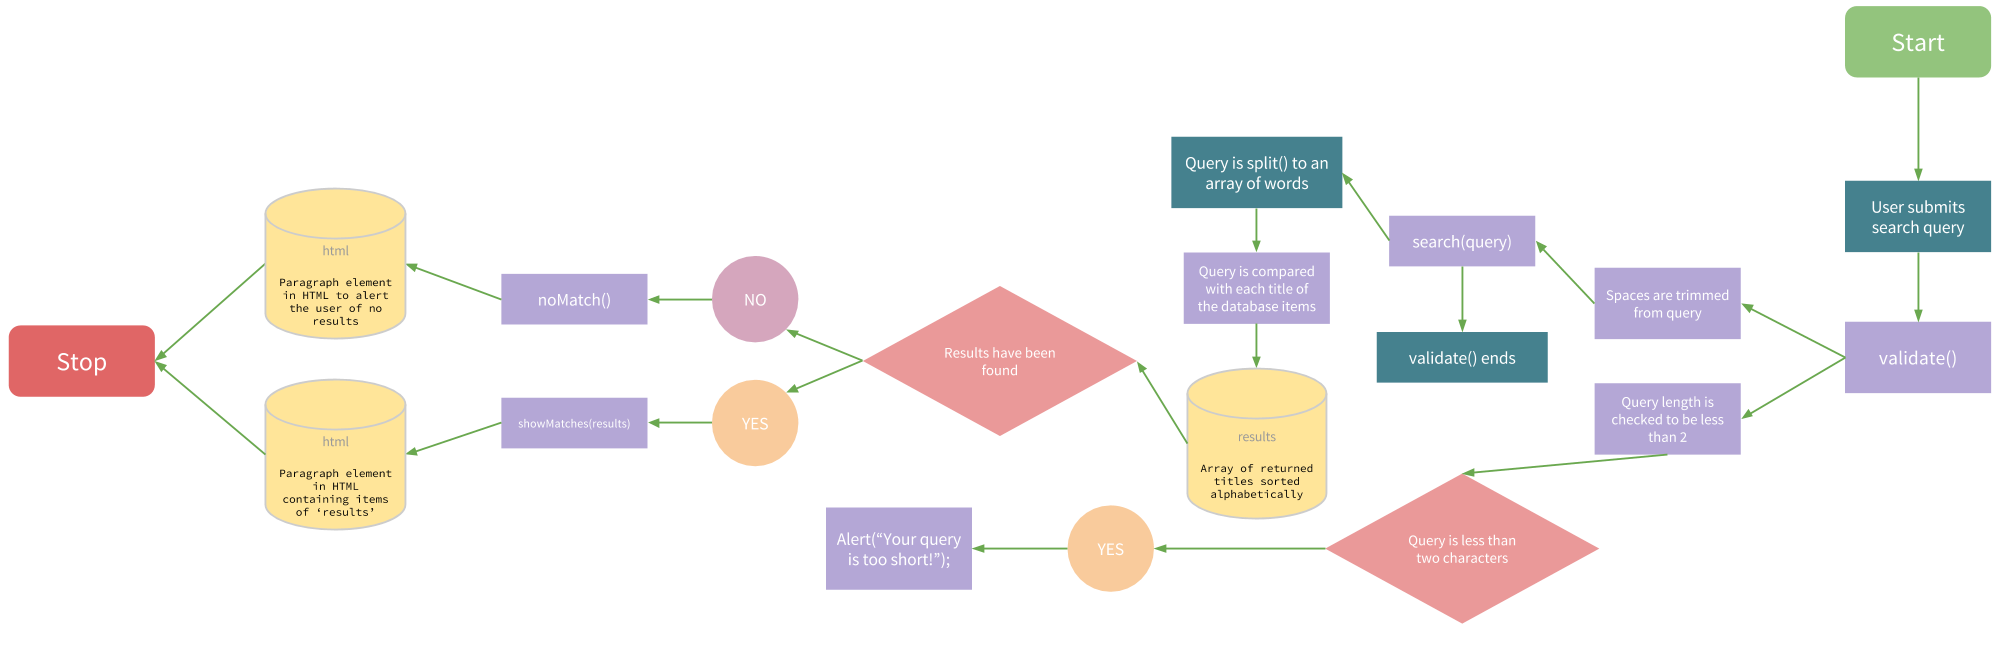 Start
User submits
search query
validate()
Spaces are trimmed
from query
Query length is
checked to be less
than 2
search(query)
validate() ends
Query is split() to an
array of words
Query is compared
with each title of
the database items
results
Array of returned
titles sorted
alphabetically
Query is less than
two characters
YES
Alert(“Your query
is too short!”);
Results have been
found
NO
YES
noMatch()
showMatches(results)
html
Paragraph element
in HTML to alert
the user of no
results
html
Paragraph element
in HTML
containing items
of ‘results’
Stop